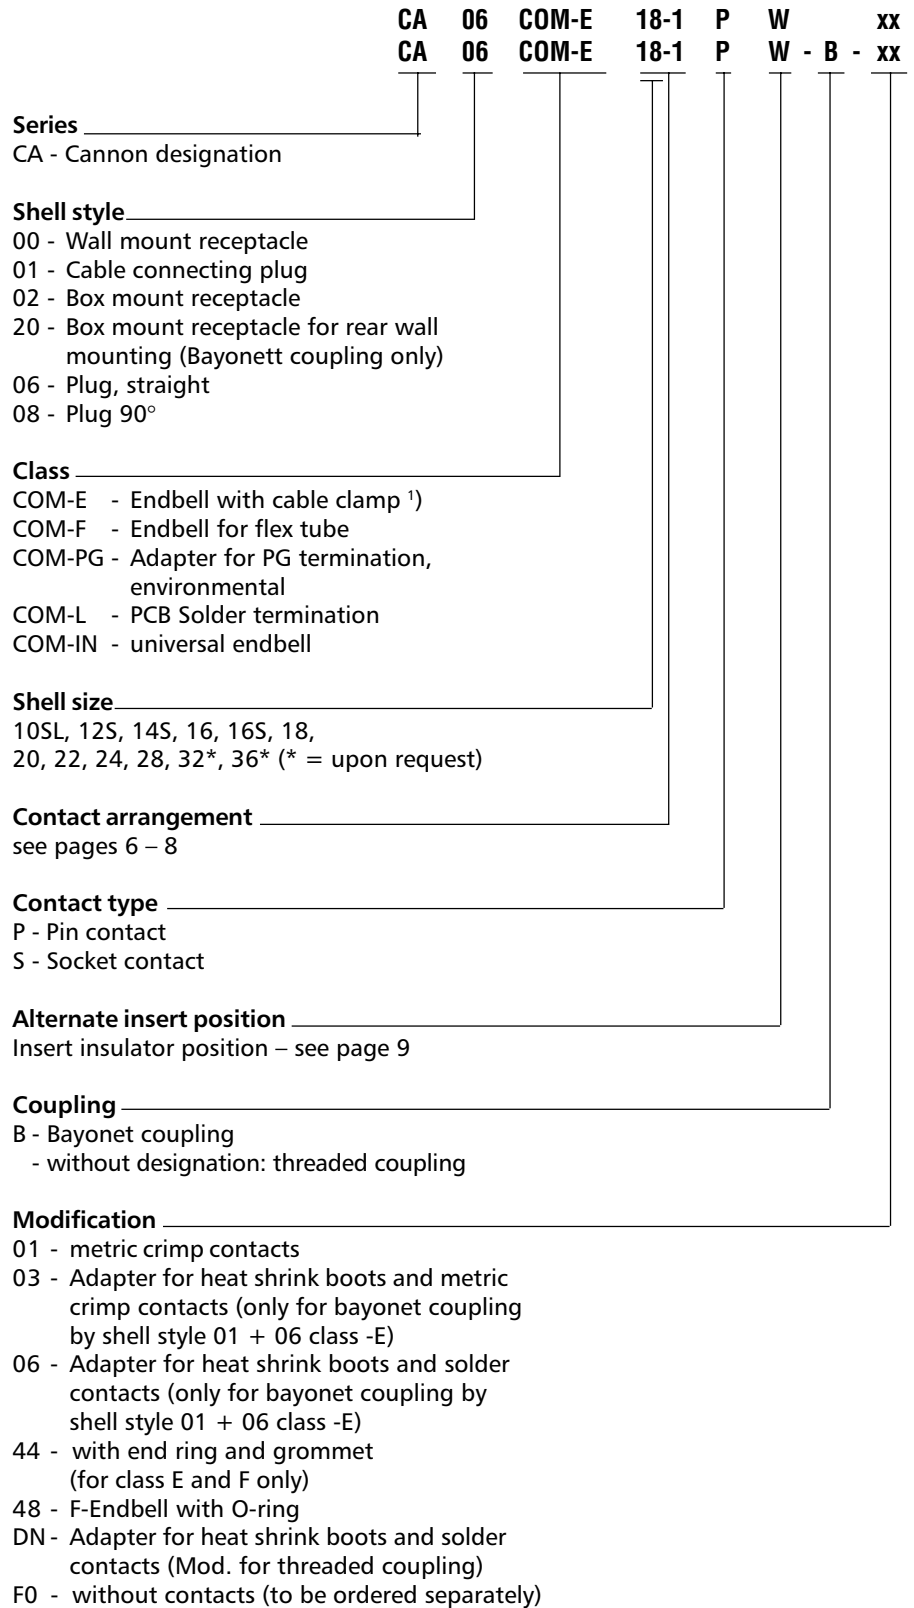 CA 06 COM-E 18-1 P W xx
CA 06 COM-E 18-1 P W - B - xx
Series
CA - Cannon designation
Shell style
00 - Wall mount receptacle
01 - Cable connecting plug
02 - Box mount receptacle
20 - Box mount receptacle for rear wall
mounting (Bayonett coupling only)
06 - Plug, straight
08 - Plug 90°
Class
COM-E - Endbell with cable clamp ¹)
COM-F - Endbell for flex tube
COM-PG - Adapter for PG termination,
environmental
COM-L - PCB Solder termination
COM-IN - universal endbell
Shell size
10SL, 12S, 14S, 16, 16S, 18,
20, 22, 24, 28, 32*, 36* (* = upon request)
Contact arrangement
see pages 6 – 8
Contact type
P - Pin contact
S - Socket contact
Alternate insert position
Insert insulator position – see page 9
Coupling
B - Bayonet coupling
- without designation: threaded coupling
Modification
01 - metric crimp contacts
03 - Adapter for heat shrink boots and metric
crimp contacts (only for bayonet coupling
by shell style 01 + 06 class -E)
06 - Adapter for heat shrink boots and solder
contacts (only for bayonet coupling by
shell style 01 + 06 class -E)
44 - with end ring and grommet
(for class E and F only)
48 - F-Endbell with O-ring
DN - Adapter for heat shrink boots and solder
contacts (Mod. for threaded coupling)
F0 - without contacts (to be ordered separately)